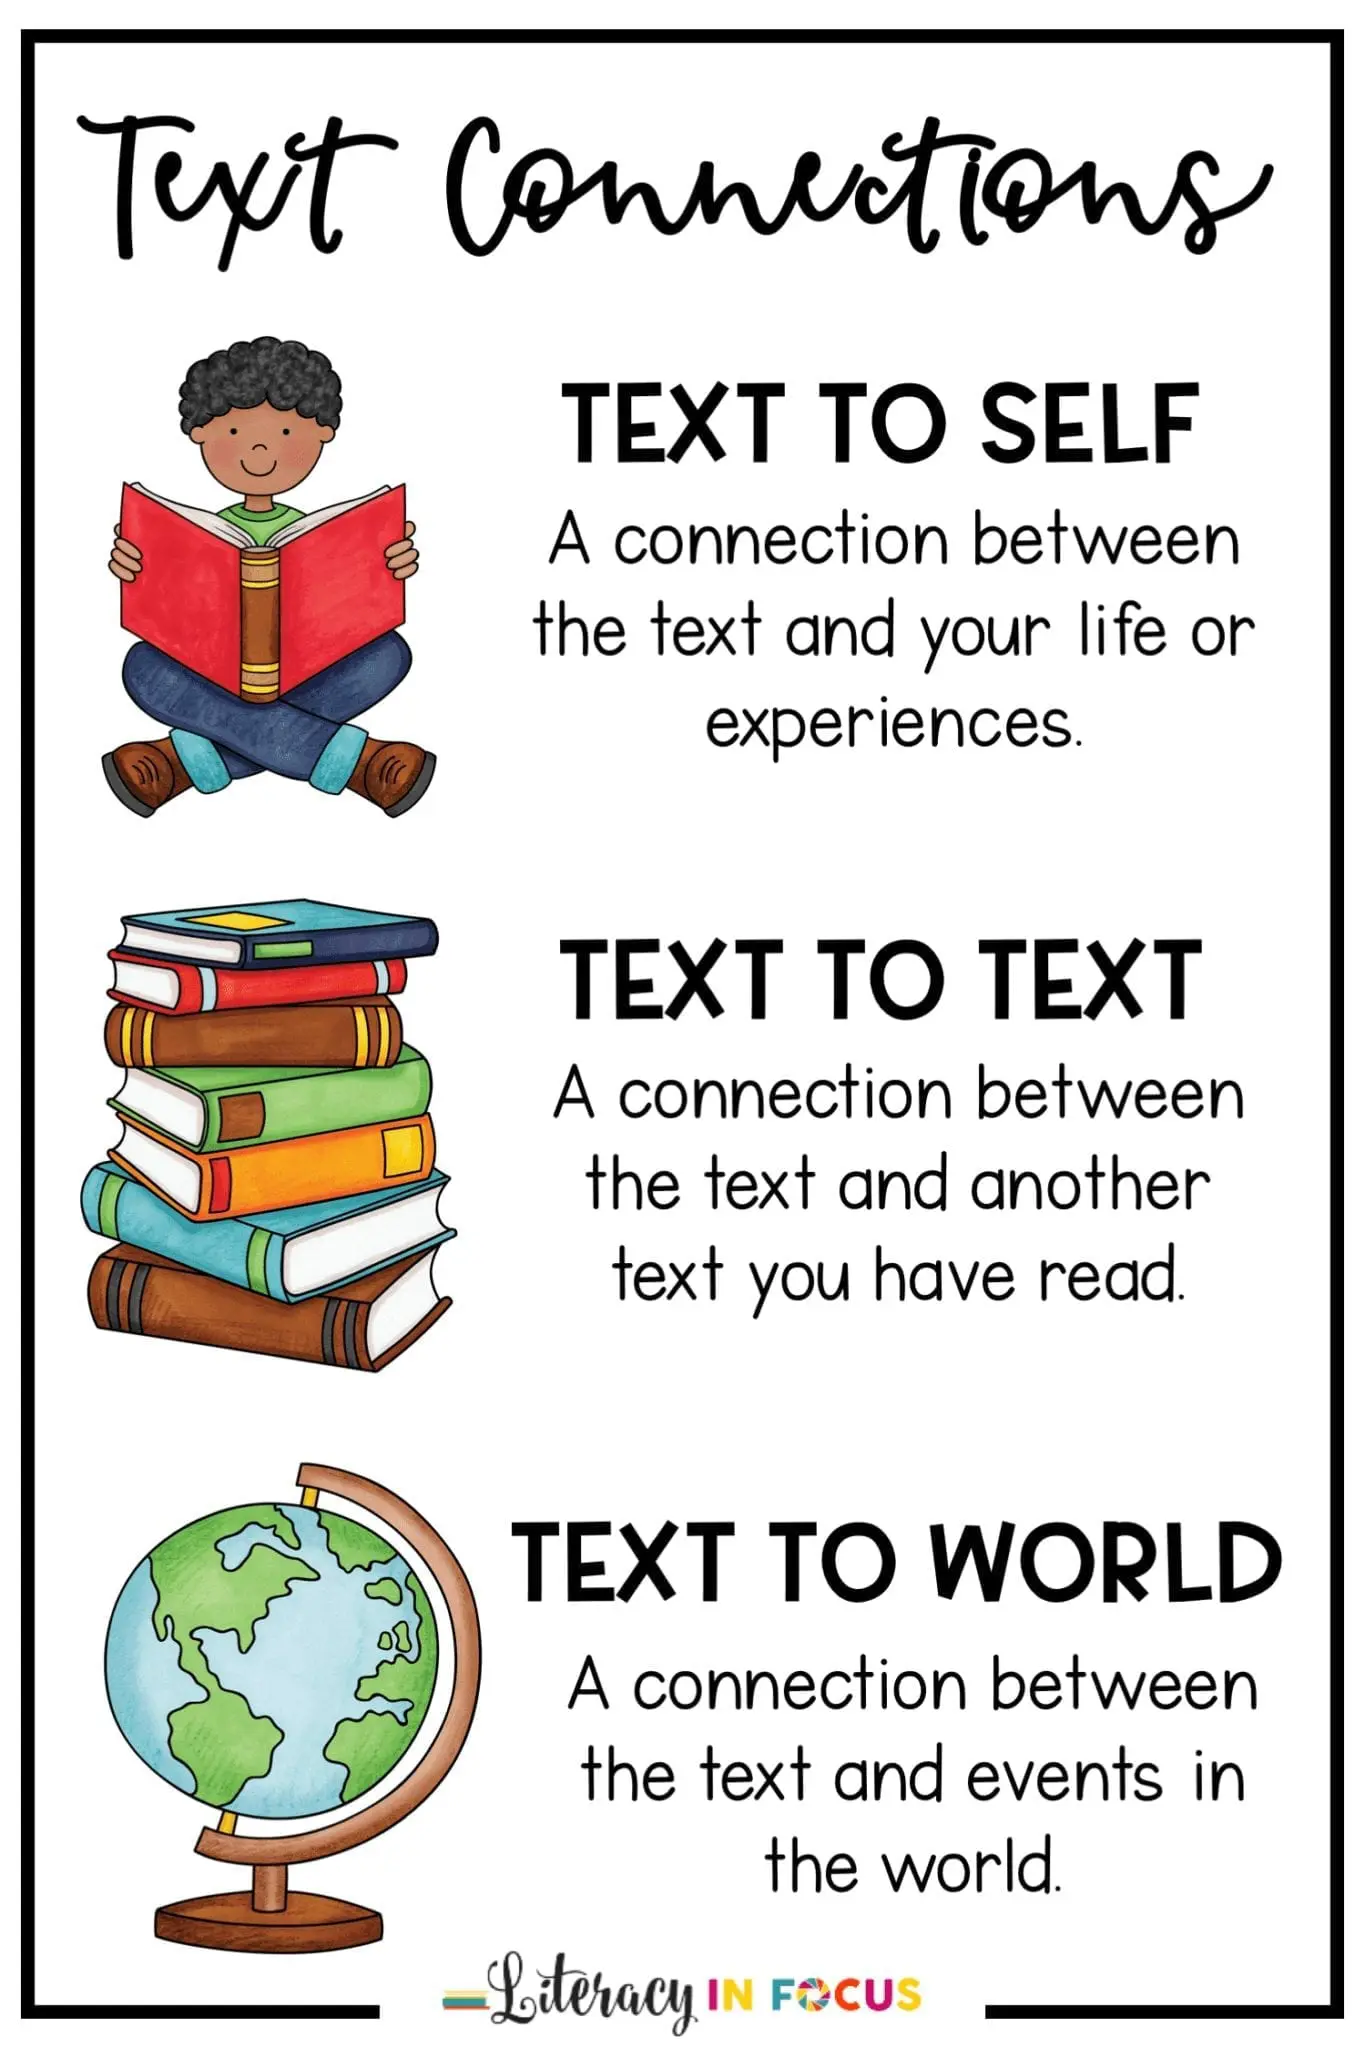 Text Connections
TEXT TO SELF
A connection between
the text and your life or
experiences.
TEXT TO TEXT
A connection between
the text and another
text you have read.
TEXT TO WORLD
A connection between
the text and events in
the world.
Literacy IN FOCUS